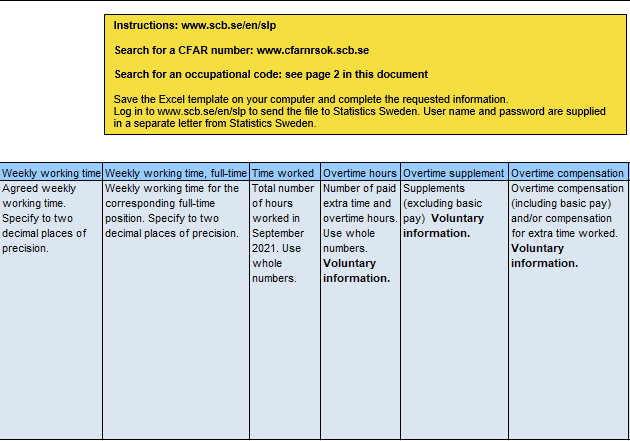 Instructions: www.scb.se/en/slp
Search for a CFAR number: www.cfarnrsok.scb.se
Search for an occupational code: see page 2 in this document
Save the Excel template on your computer and complete the requested information.
Log in to www.scb.se/en/slp to send the file to Statistics Sweden. User name and password are supplied
in a separate letter from Statistics Sweden.
Weekly working time
Agreed weekly
working time.
Specify to two
decimal places of
precision.
Weekly working time, full-time
Weekly working time for the
corresponding full-time
position. Specify to two
decimal places of precision.
Time worked
Total number
of hours
worked in
September
2021. Use
whole
numbers.
Overtime hours
Number of paid
extra time and
overtime hours.
Use whole
numbers.
Voluntary
information.
Overtime supplement
Supplements
(excluding basic
pay) Voluntary
information.
Overtime compensation
Overtime compensation
(including basic pay)
and/or compensation
for extra time worked.
Voluntary
information.